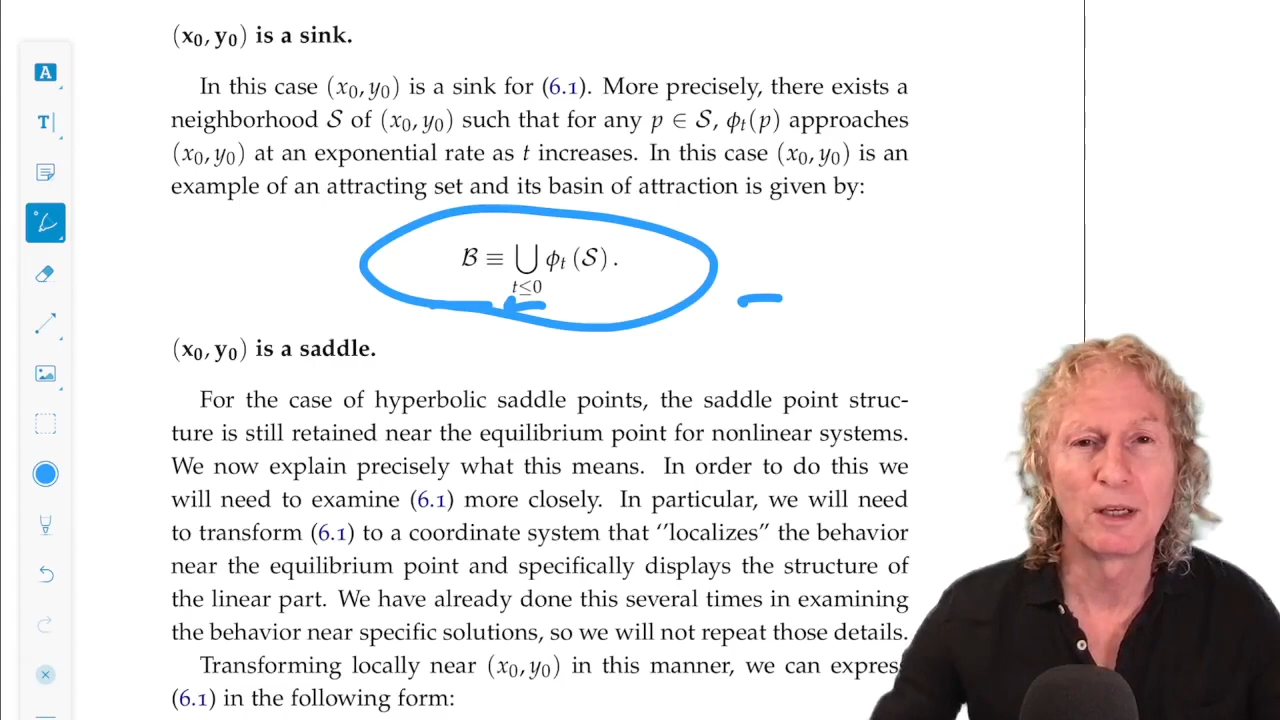 (x₀, y₀) is a sink.
In this case (x₀, y₀) is a sink for (6.1). More precisely, there exists a
neighborhood 𝒮 of (x₀, y₀) such that for any p ∈ 𝒮, ϕₜ(p) approaches
(x₀, y₀) at an exponential rate as t increases. In this case (x₀, y₀) is an
example of an attracting set and its basin of attraction is given by:
ℬ ≡ ⋃ ϕₜ (𝒮).
t≤0
(x₀, y₀) is a saddle.
For the case of hyperbolic saddle points, the saddle point struc-
ture is still retained near the equilibrium point for nonlinear systems.
We now explain precisely what this means. In order to do this we
will need to examine (6.1) more closely. In particular, we will need
to transform (6.1) to a coordinate system that ‘‘localizes” the behavior
near the equilibrium point and specifically displays the structure of
the linear part. We have already done this several times in examining
the behavior near specific solutions, so we will not repeat those details.
Transforming locally near (x₀, y₀) in this manner, we can express
(6.1) in the following form:
A
T